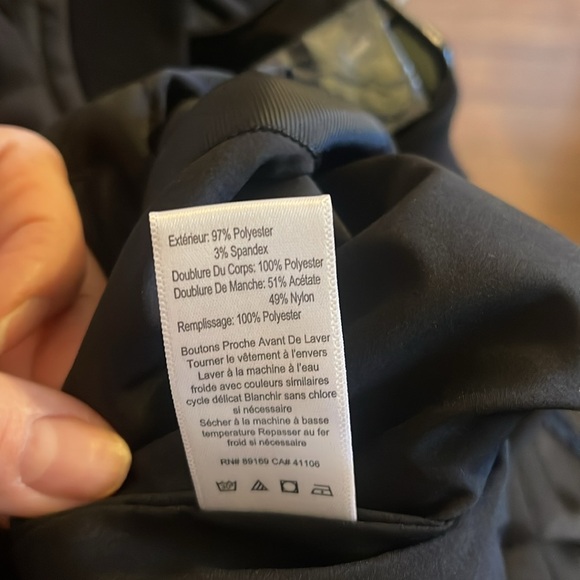 Extérieur: 97% Polyester
3% Spandex
Doublure Du Corps: 100% Polyester
Doublure De Manche: 51% Acétate
49% Nylon
Remplissage: 100% Polyester
Boutons Proche Avant De Laver
Tourner le vêtement à l'envers
Laver à la machine à l'eau
froide avec couleurs similaires
cycle délicat Blanchir sans chlore
si nécessaire
Sécher à la machine à basse
temperature Repasser au fer
froid si nécessaire
RN# 89169 CA# 41106